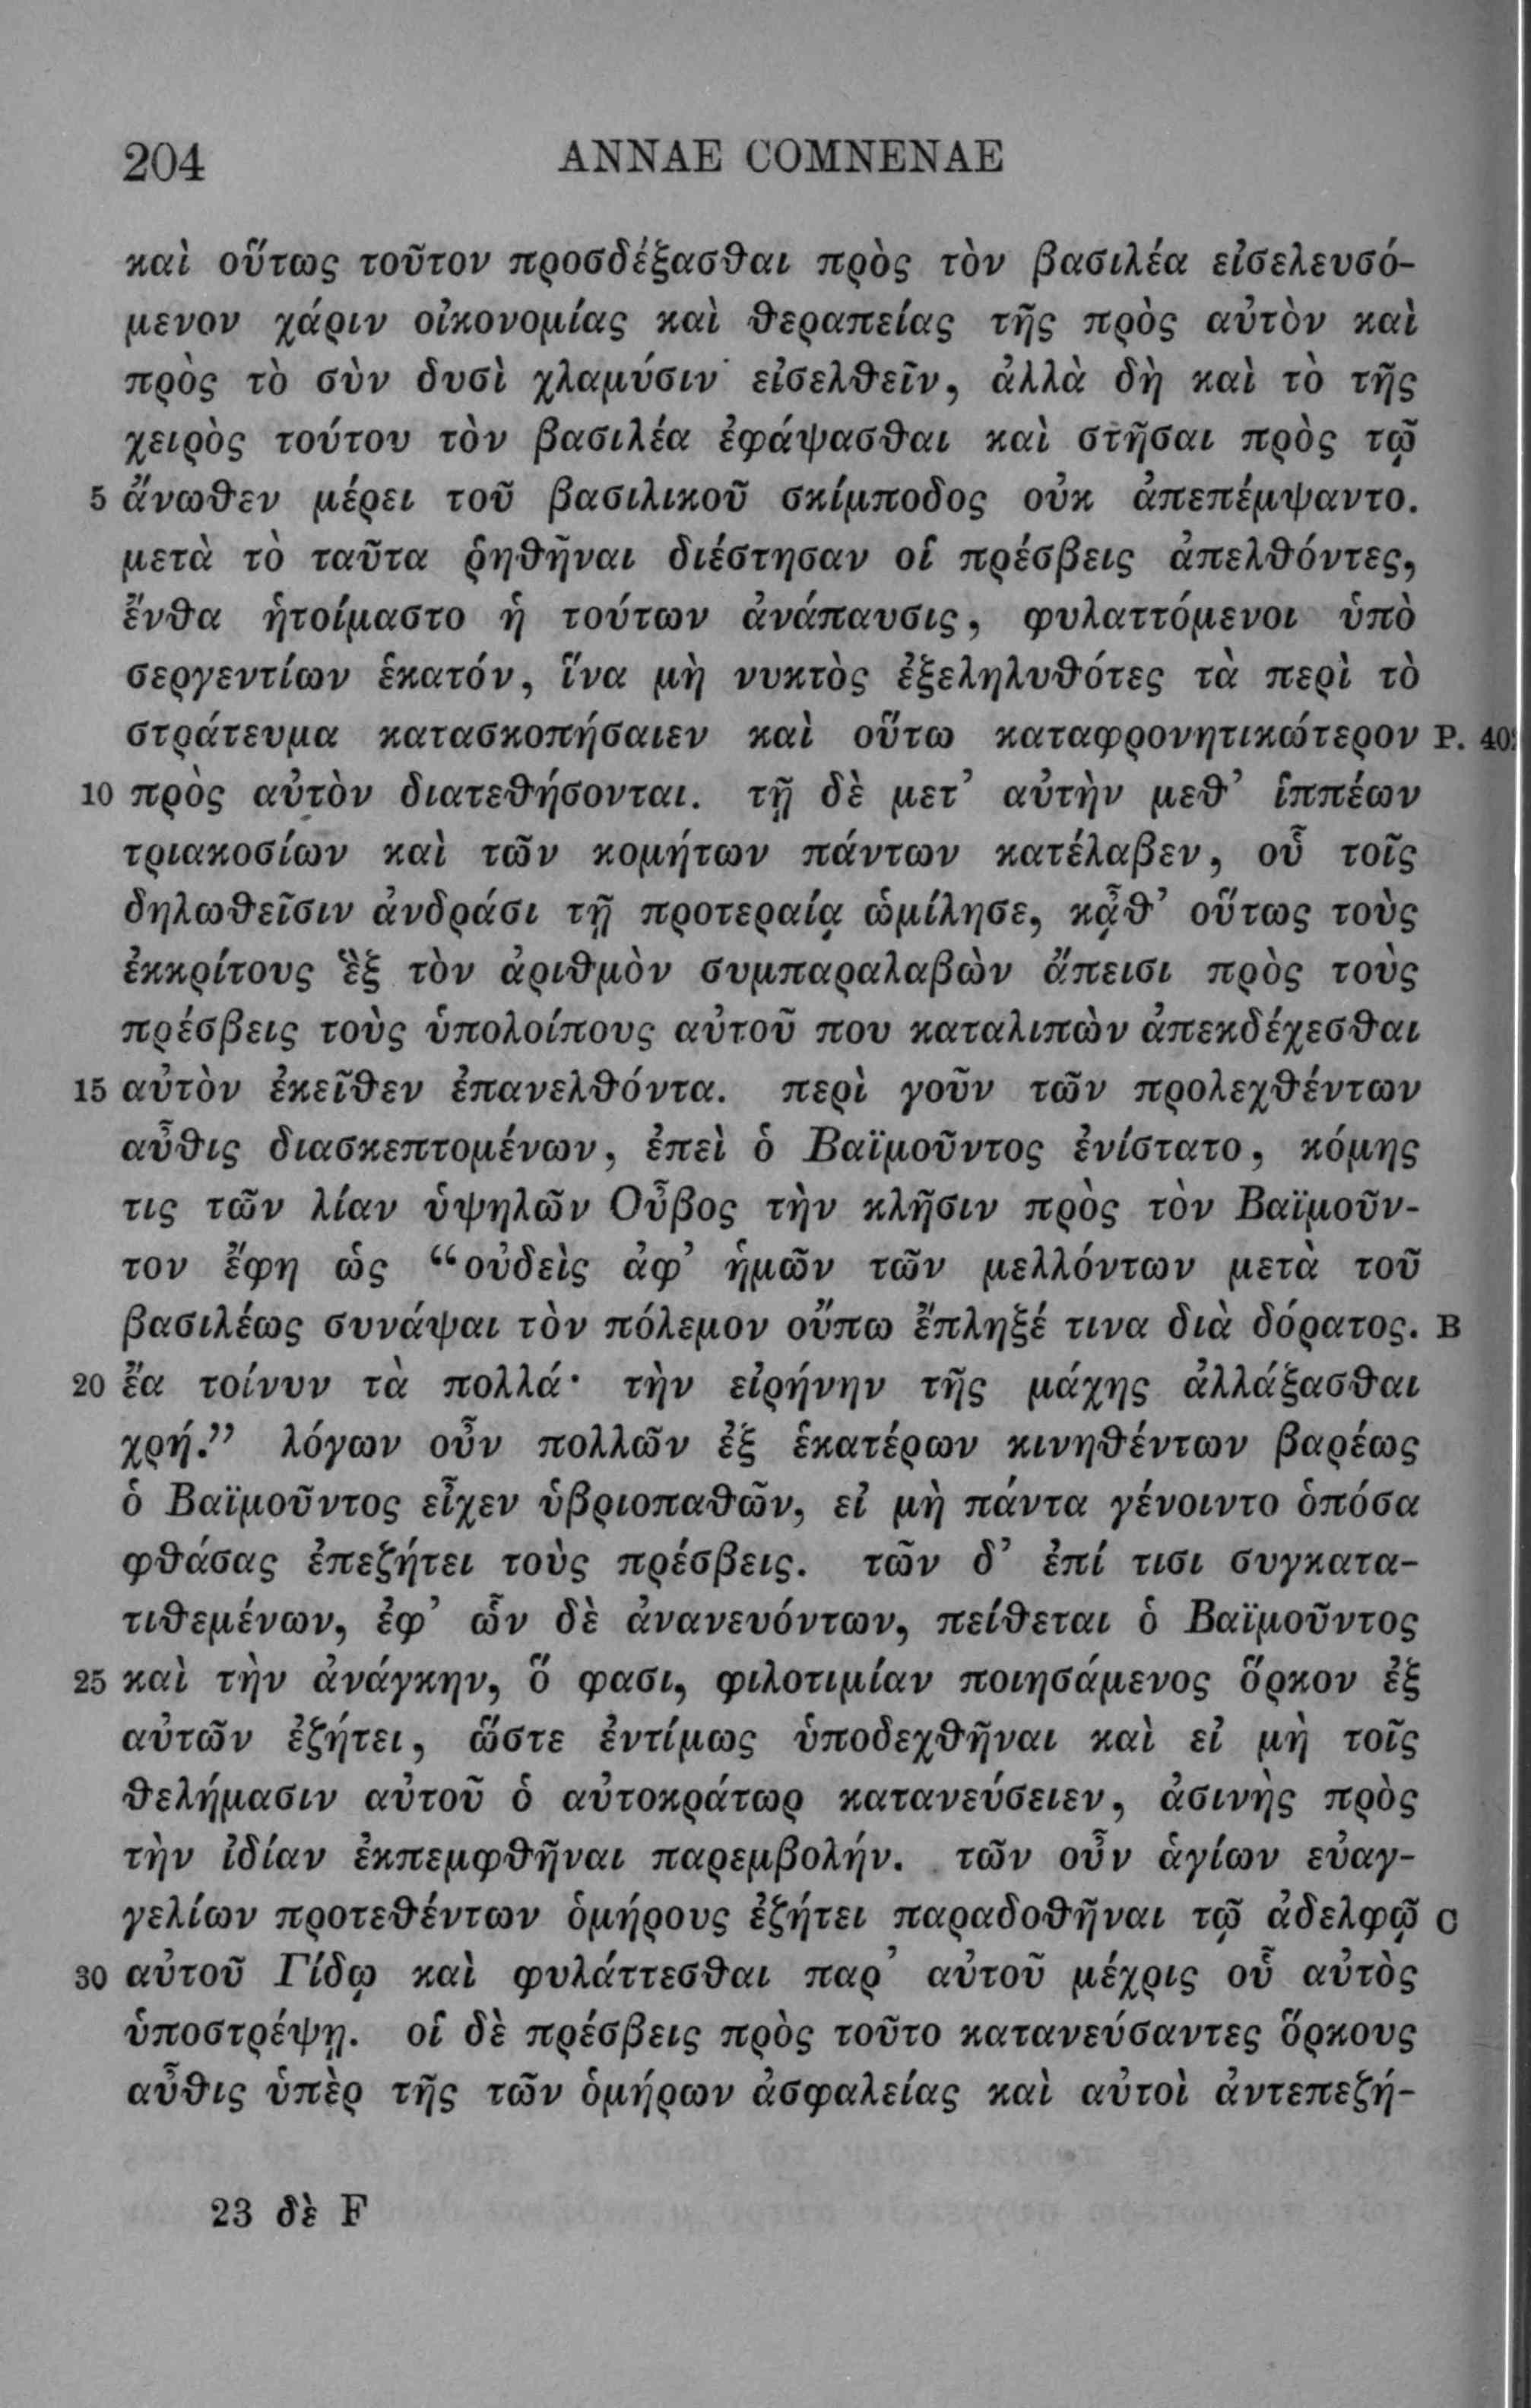 204 ANNAE COMNENAE
καὶ οὕτως τοῦτον προσδέξασθαι πρὸς τὸν βασιλέα εἰσελευσό-
μενον χάριν οἰκονομίας καὶ θεραπείας τῆς πρὸς αὐτὸν καὶ
πρὸς τὸ σὺν δυσὶ χλαμύσιν εἰσελθεῖν, ἀλλὰ δὴ καὶ τὸ τῆς
χειρὸς τούτου τὸν βασιλέα ἐφάψασθαι καὶ στῆσαι πρὸς τῷ
5 ἄνωθεν μέρει τοῦ βασιλικοῦ σκίμποδος οὐκ ἀπεπέμψαντο.
μετὰ τὸ ταῦτα ῥηθῆναι διέστησαν οἱ πρέσβεις ἀπελθόντες,
ἔνθα ἡτοίμαστο ἡ τούτων ἀνάπαυσις, φυλαττόμενοι ὑπὸ
σεργεντίων ἑκατόν, ἵνα μὴ νυκτὸς ἐξεληλυθότες τὰ περὶ τὸ
στράτευμα κατασκοπήσαιεν καὶ οὕτω καταφρονητικώτερον P. 40
10 πρὸς αὐτὸν διατεθήσονται. τῇ δὲ μετ’ αὐτὴν μεθ’ ἱππέων
τριακοσίων καὶ τῶν κομήτων πάντων κατέλαβεν, οὗ τοῖς
δηλωθεῖσιν ἀνδράσι τῇ προτεραίᾳ ὡμίλησε, κᾆθ’ οὕτως τοὺς
ἐκκρίτους ἓξ τὸν ἀριθμὸν συμπαραλαβὼν ἄπεισι πρὸς τοὺς
πρέσβεις τοὺς ὑπολοίπους αὐτοῦ που καταλιπὼν ἀπεκδέχεσθαι
15 αὐτὸν ἐκεῖθεν ἐπανελθόντα. περὶ γοῦν τῶν προλεχθέντων
αὖθις διασκεπτομένων, ἐπεὶ ὁ Βαϊμοῦντος ἐνίστατο, κόμης
τις τῶν λίαν ὑψηλῶν Οὖβος τὴν κλῆσιν πρὸς τὸν Βαϊμοῦν-
τον ἔφη ὡς “οὐδεὶς ἀφ’ ἡμῶν τῶν μελλόντων μετὰ τοῦ
βασιλέως συνάψαι τὸν πόλεμον οὔπω ἔπληξέ τινα διὰ δόρατος. B
20 ἔα τοίνυν τὰ πολλά· τὴν εἰρήνην τῆς μάχης ἀλλάξασθαι
χρή.” λόγων οὖν πολλῶν ἐξ ἑκατέρων κινηθέντων βαρέως
ὁ Βαϊμοῦντος εἶχεν ὑβριοπαθῶν, εἰ μὴ πάντα γένοιντο ὁπόσα
φθάσας ἐπεζήτει τοὺς πρέσβεις. τῶν δ’ ἐπί τισι συγκατα-
τιθεμένων, ἐφ’ ὧν δὲ ἀνανευόντων, πείθεται ὁ Βαϊμοῦντος
25 καὶ τὴν ἀνάγκην, ὅ φασι, φιλοτιμίαν ποιησάμενος ὅρκον ἐξ
αὐτῶν ἐζήτει, ὥστε ἐντίμως ὑποδεχθῆναι καὶ εἰ μὴ τοῖς
θελήμασιν αὐτοῦ ὁ αὐτοκράτωρ κατανεύσειεν, ἀσινὴς πρὸς
τὴν ἰδίαν ἐκπεμφθῆναι παρεμβολήν. τῶν οὖν ἁγίων εὐαγ-
γελίων προτεθέντων ὁμήρους ἐζήτει παραδοθῆναι τῷ ἀδελφῷ C
30 αὐτοῦ Γίδῳ καὶ φυλάττεσθαι παρ’ αὐτοῦ μέχρις οὗ αὐτὸς
ὑποστρέψῃ. οἱ δὲ πρέσβεις πρὸς τοῦτο κατανεύσαντες ὅρκους
αὖθις ὑπὲρ τῆς τῶν ὁμήρων ἀσφαλείας καὶ αὐτοὶ ἀντεπεζή-
23 δὲ F